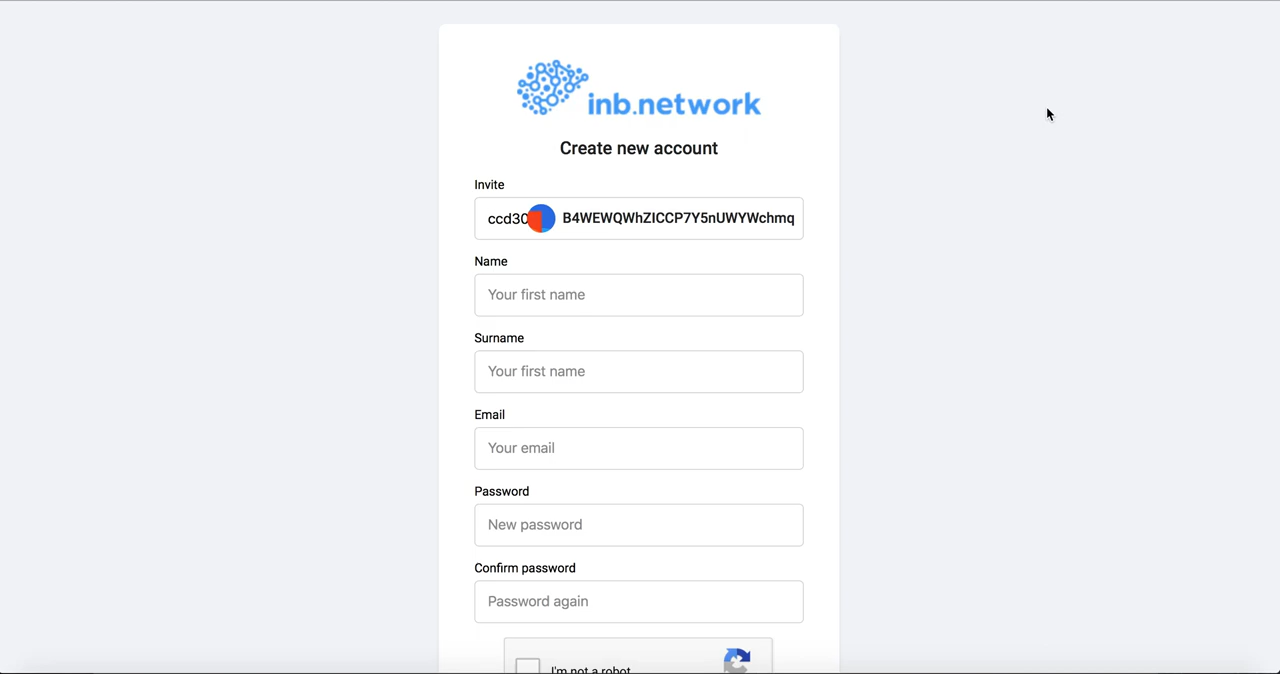 inb.network
Create new account
Invite
ccd30 B4WEWQWhZICCP7Y5nUWYWchmq
Name
Your first name
Surname
Your first name
Email
Your email
Password
New password
Confirm password
Password again
I'm not a robot